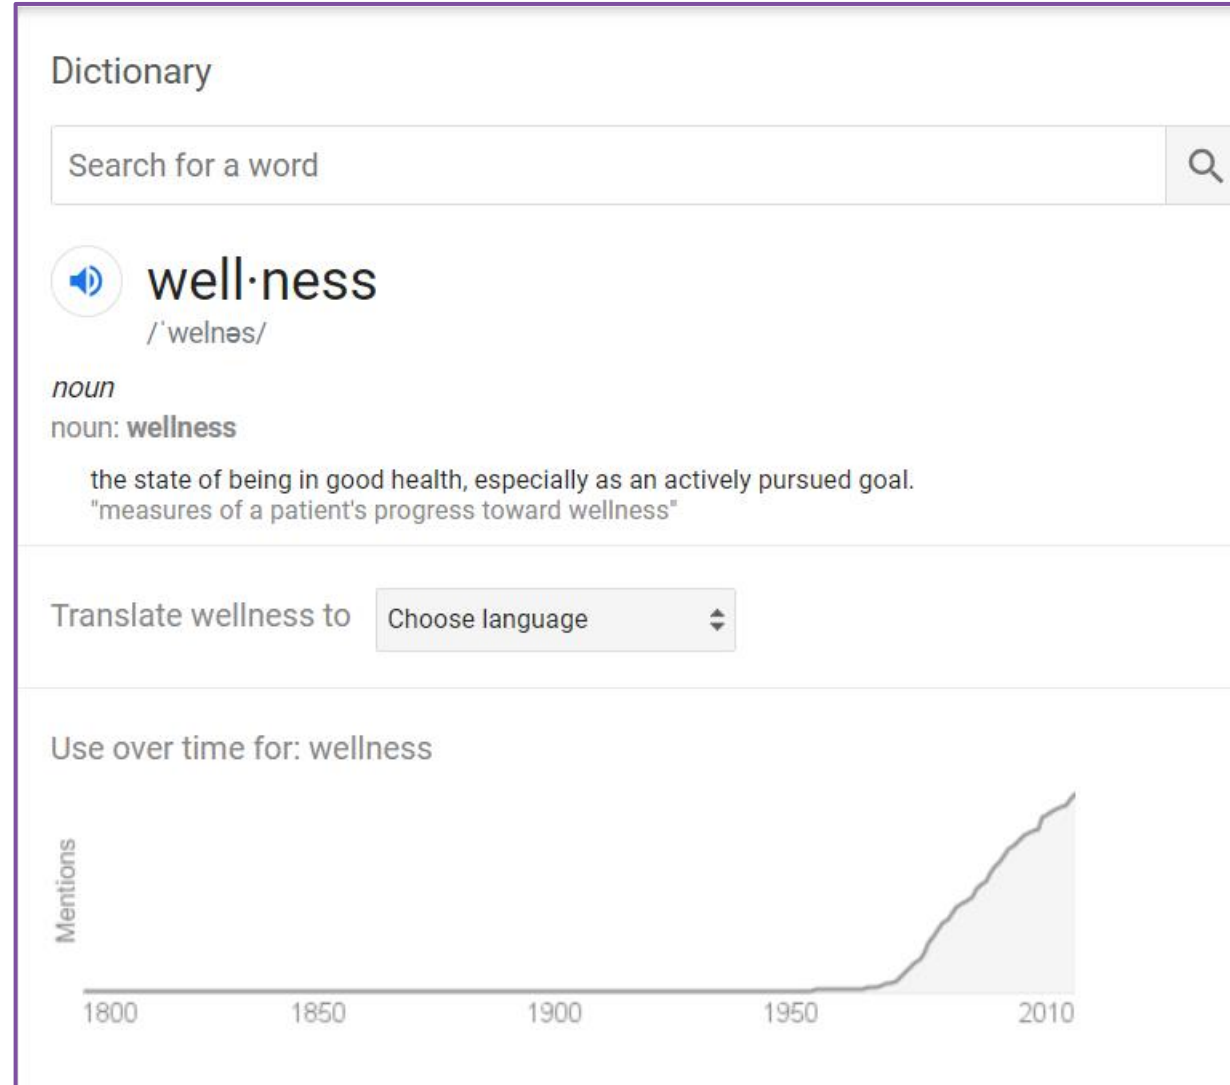 Dictionary
Search for a word
well·ness
/ˈwelnəs/
noun
noun: wellness
the state of being in good health, especially as an actively pursued goal.
"measures of a patient's progress toward wellness"
Translate wellness to Choose language
Use over time for: wellness
Mentions
1800 1850 1900 1950 2010